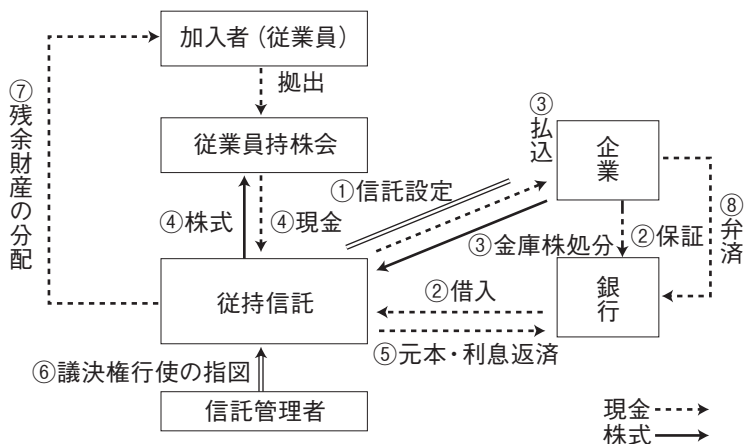 加入者（従業員）
拠出
⑦残余財産の分配
従業員持株会
③払込
企業
①信託設定
④株式
④現金
③金庫株処分
②保証
⑧弁済
従持信託
②借入
銀行
⑤元本・利息返済
⑥議決権行使の指図
信託管理者
現金
株式